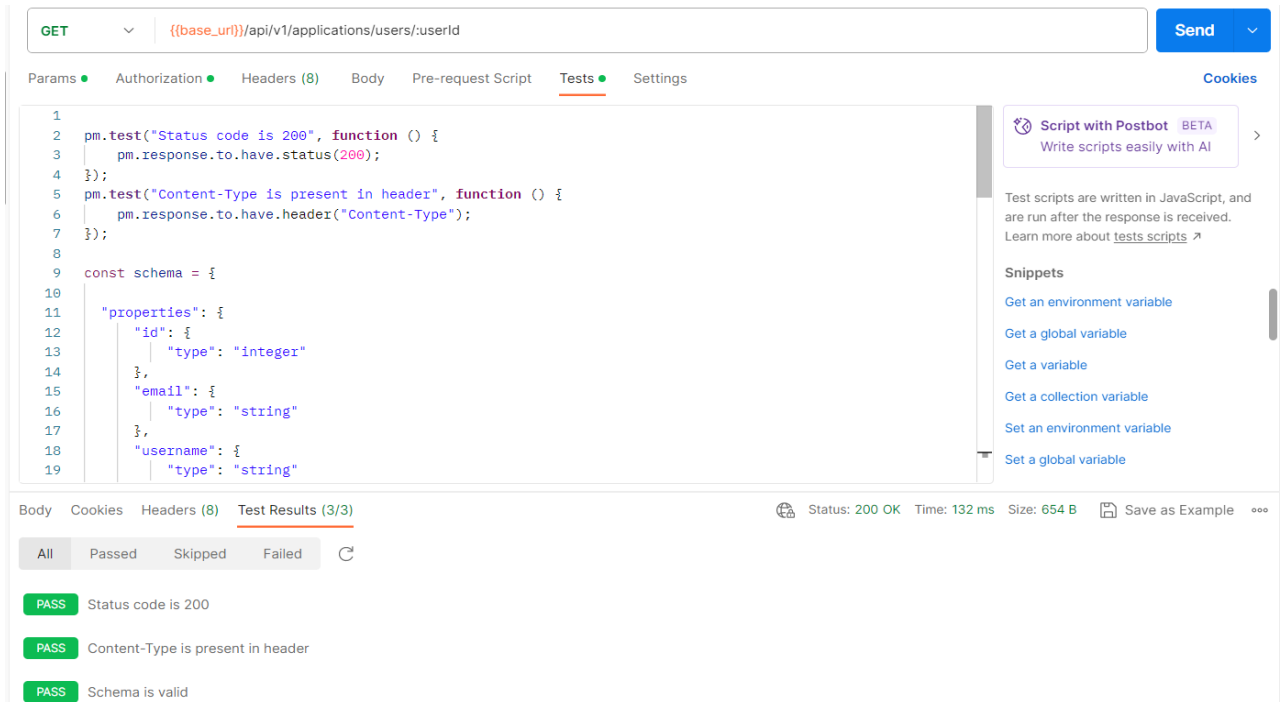 GET {{base_url}}/api/v1/applications/users/:userId Send
Params Authorization Headers (8) Body Pre-request Script Tests Settings Cookies
1
2 pm.test("Status code is 200", function () {
3 pm.response.to.have.status(200);
4 });
5 pm.test("Content-Type is present in header", function () {
6 pm.response.to.have.header("Content-Type");
7 });
8
9 const schema = {
10
11 "properties": {
12 "id": {
13 "type": "integer"
14 },
15 "email": {
16 "type": "string"
17 },
18 "username": {
19 "type": "string"
Script with Postbot BETA
Write scripts easily with AI
Test scripts are written in JavaScript, and
are run after the response is received.
Learn more about tests scripts ↗
Snippets
Get an environment variable
Get a global variable
Get a variable
Get a collection variable
Set an environment variable
Set a global variable
Body Cookies Headers (8) Test Results (3/3) Status: 200 OK Time: 132 ms Size: 654 B Save as Example
All Passed Skipped Failed
PASS Status code is 200
PASS Content-Type is present in header
PASS Schema is valid